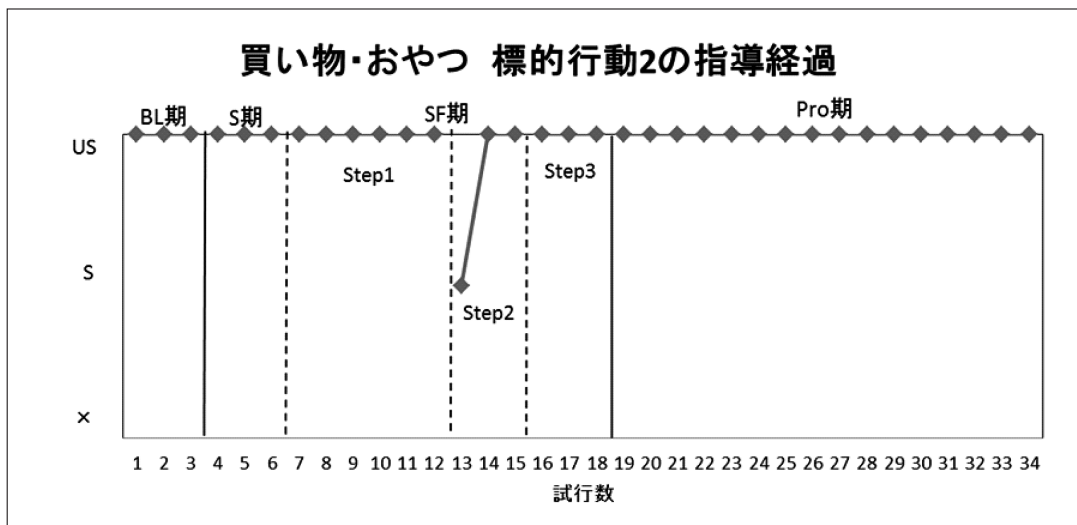 買い物・おやつ 標的行動2の指導経過
BL期 S期 SF期 Pro期
US
Step1 Step3
S
Step2
×
1 2 3 4 5 6 7 8 9 10 11 12 13 14 15 16 17 18 19 20 21 22 23 24 25 26 27 28 29 30 31 32 33 34
試行数